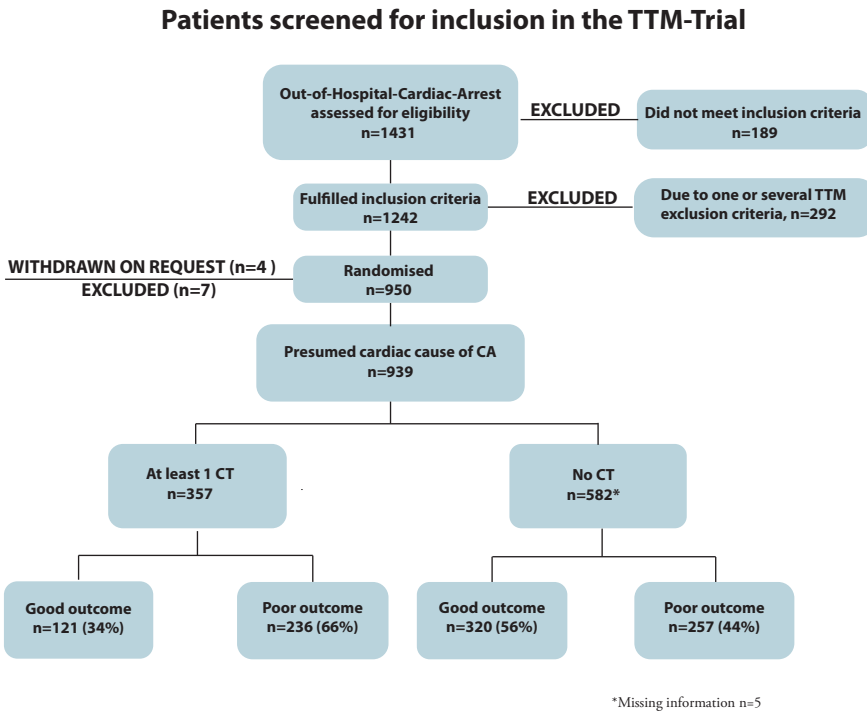 Patients screened for inclusion in the TTM-Trial
Out-of-Hospital-Cardiac-Arrest
assessed for eligibility
n=1431
EXCLUDED
Did not meet inclusion criteria
n=189
Fulfilled inclusion criteria
n=1242
EXCLUDED
Due to one or several TTM
exclusion criteria, n=292
WITHDRAWN ON REQUEST (n=4 )
EXCLUDED (n=7)
Randomised
n=950
Presumed cardiac cause of CA
n=939
At least 1 CT
n=357
No CT
n=582*
Good outcome
n=121 (34%)
Poor outcome
n=236 (66%)
Good outcome
n=320 (56%)
Poor outcome
n=257 (44%)
*Missing information n=5